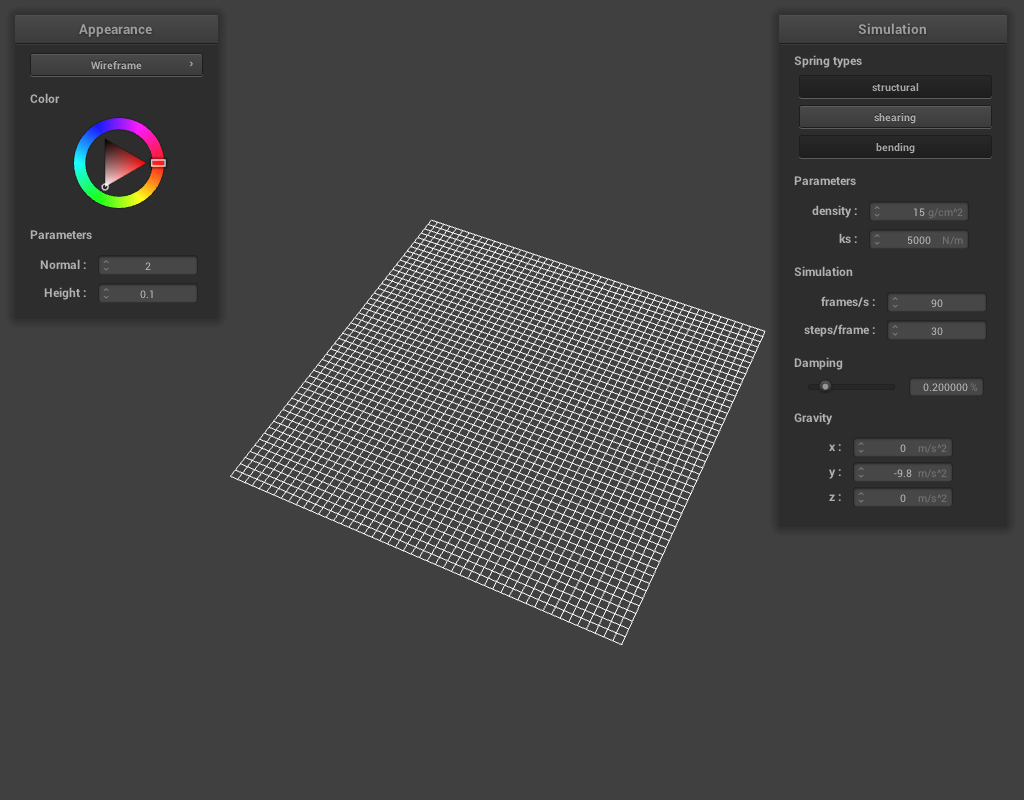 Appearance
Wireframe ›
Color
Parameters
Normal : 2
Height : 0.1
Simulation
Spring types
structural
shearing
bending
Parameters
density : 15 g/cm^2
ks : 5000 N/m
Simulation
frames/s : 90
steps/frame : 30
Damping
0.200000 %
Gravity
x : 0 m/s^2
y : -9.8 m/s^2
z : 0 m/s^2